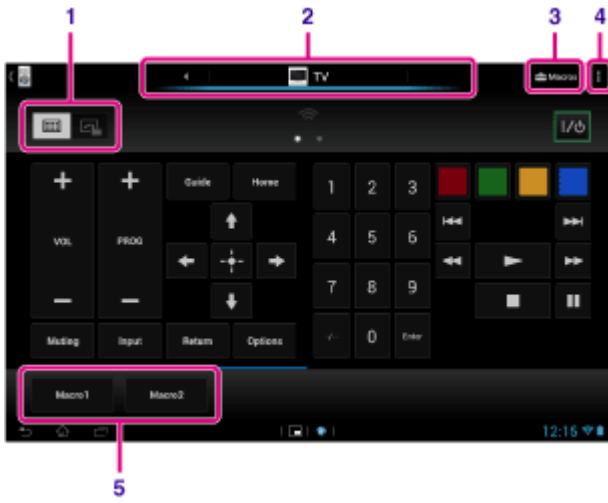 1 2 3 4
TV
Macros
I/
Guide Home 1 2 3
VOL PROG 4 5 6
7 8 9
Muting Input Return Options -/-- 0 Enter
Macro1 Macro2
12:15
5